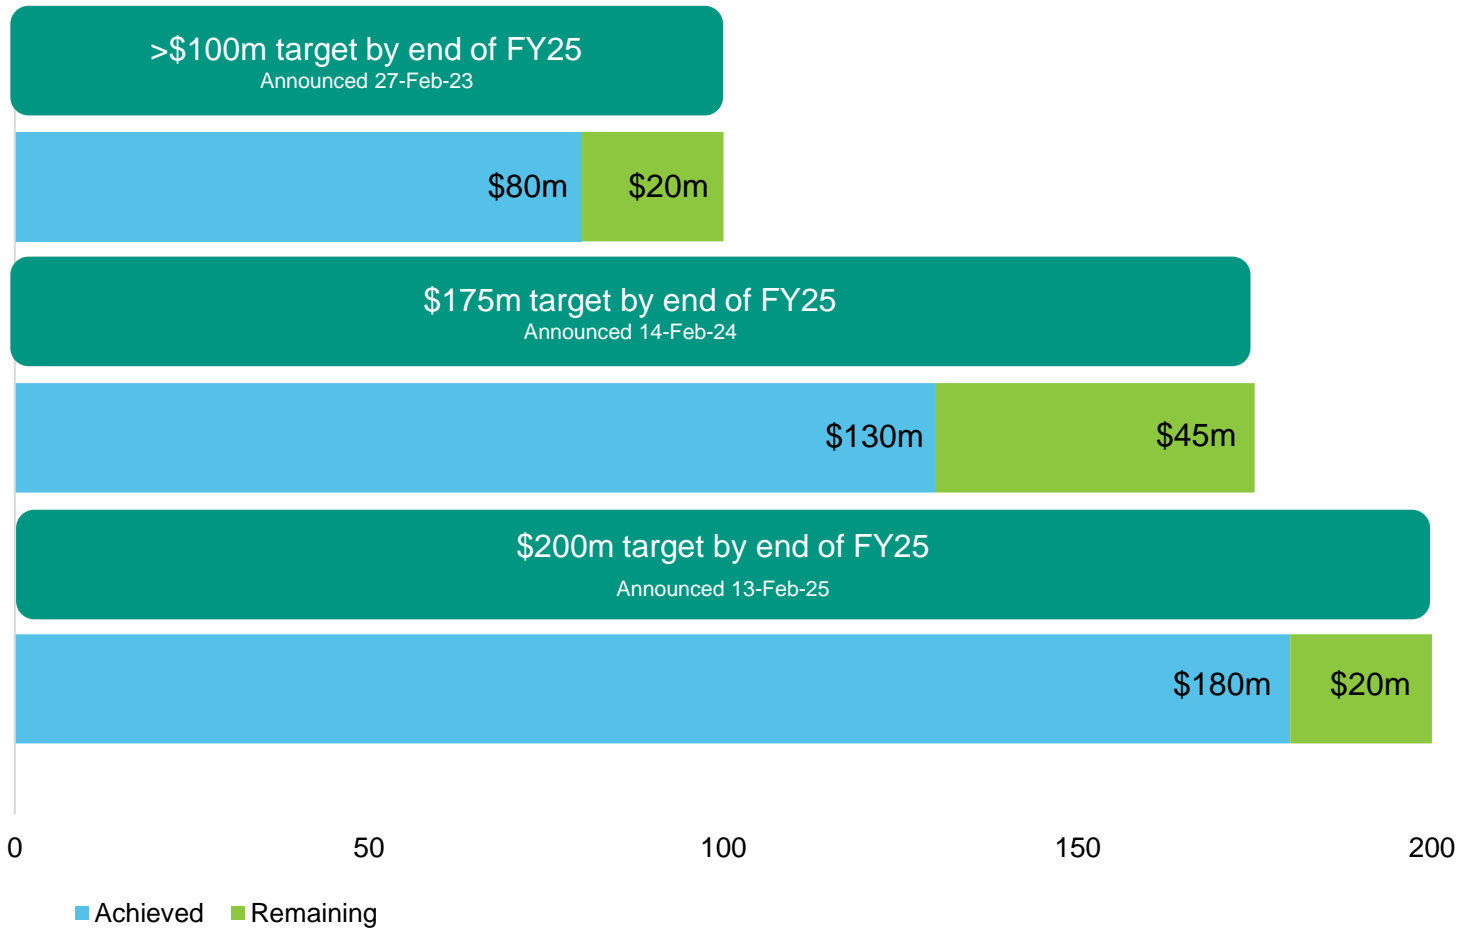 >$100m target by end of FY25
Announced 27-Feb-23
$80m $20m
$175m target by end of FY25
Announced 14-Feb-24
$130m $45m
$200m target by end of FY25
Announced 13-Feb-25
$180m $20m
0 50 100 150 200
Achieved Remaining